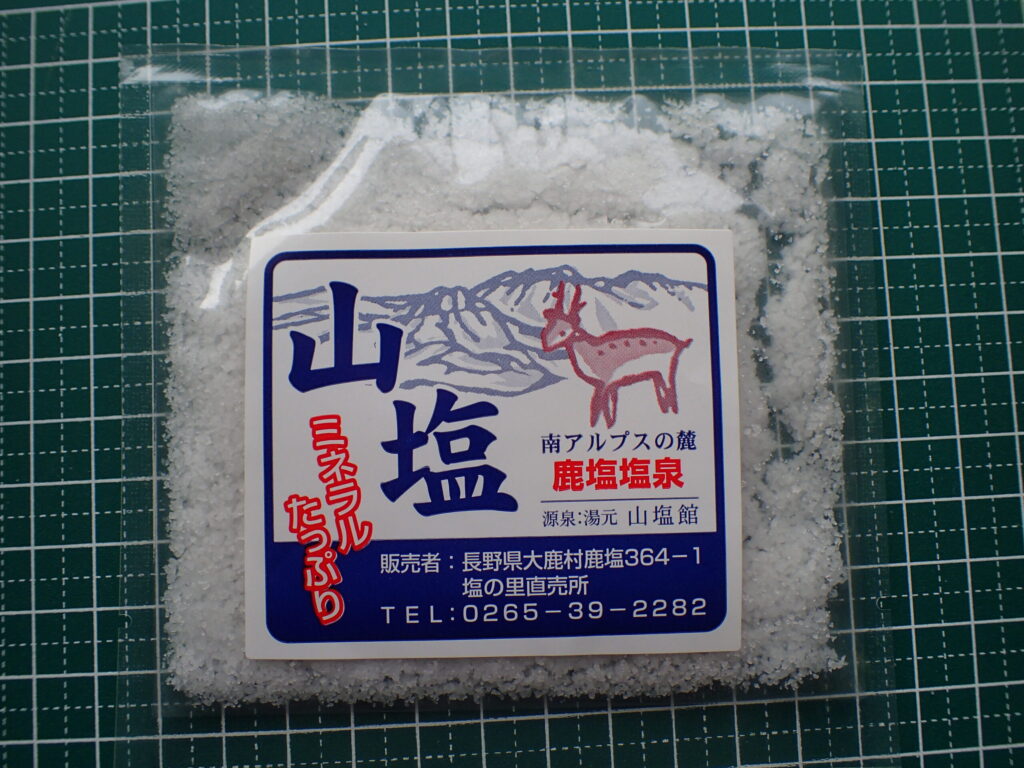 山塩
ミネラル
たっぷり
南アルプスの麓
鹿塩塩泉
源泉:湯元 山塩館
販売者:長野県大鹿村鹿塩364-1
塩の里直売所
TEL:0265-39-2282